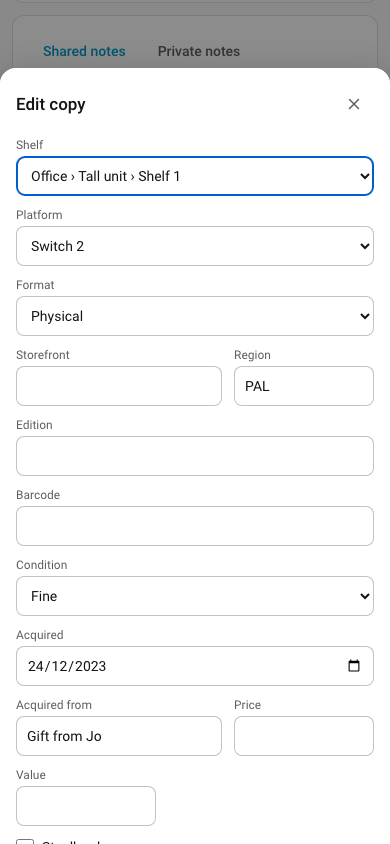 Shared notes Private notes
Edit copy
Shelf
Office › Tall unit › Shelf 1
Platform
Switch 2
Format
Physical
Storefront Region
PAL
Edition
Barcode
Condition
Fine
Acquired
24/12/2023
Acquired from Price
Gift from Jo
Value